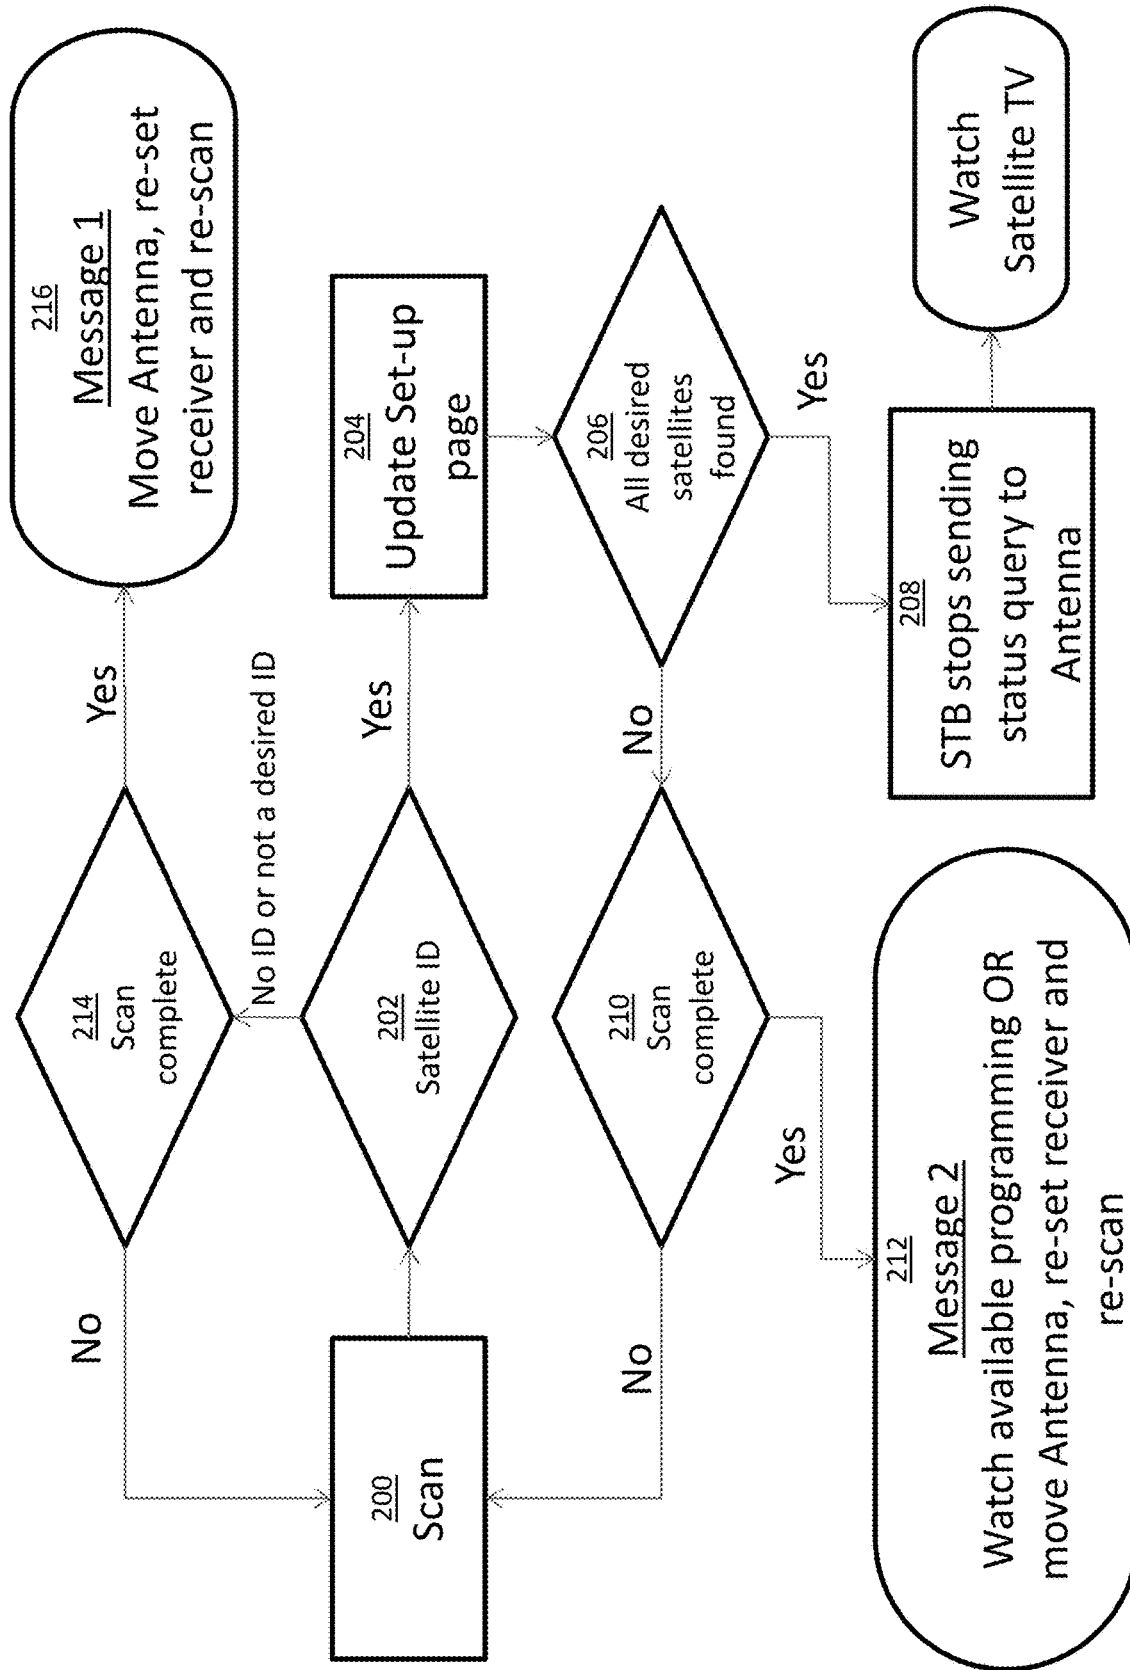 216
Message 1
Move Antenna, re-set
receiver and re-scan
Yes
214
Scan
complete
No
No ID or not a desired ID
200
Scan
202
Satellite ID
Yes
204
Update Set-up
page
206
All desired
satellites
found
No
210
Scan
complete
No
Yes
212
Message 2
Watch available programming OR
move Antenna, re-set receiver and
re-scan
Yes
208
STB stops sending
status query to
Antenna
Watch
Satellite TV